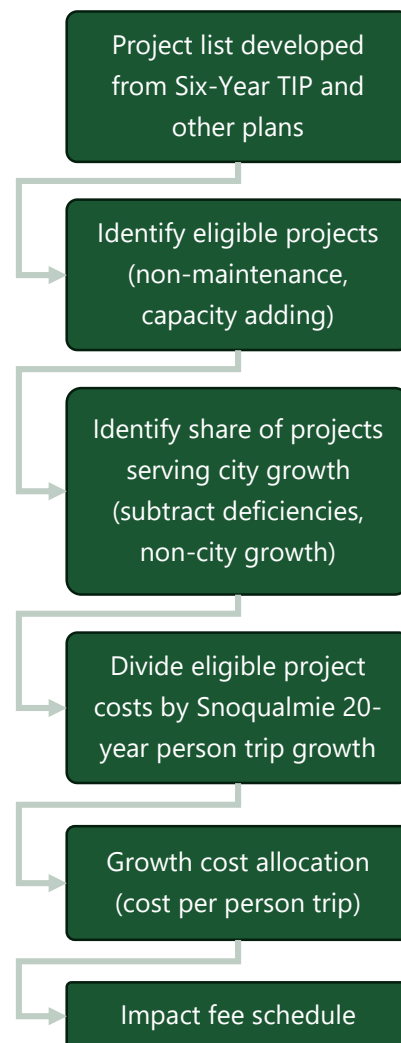 Project list developed
from Six-Year TIP and
other plans
Identify eligible projects
(non-maintenance,
capacity adding)
Identify share of projects
serving city growth
(subtract deficiencies,
non-city growth)
Divide eligible project
costs by Snoqualmie 20-
year person trip growth
Growth cost allocation
(cost per person trip)
Impact fee schedule